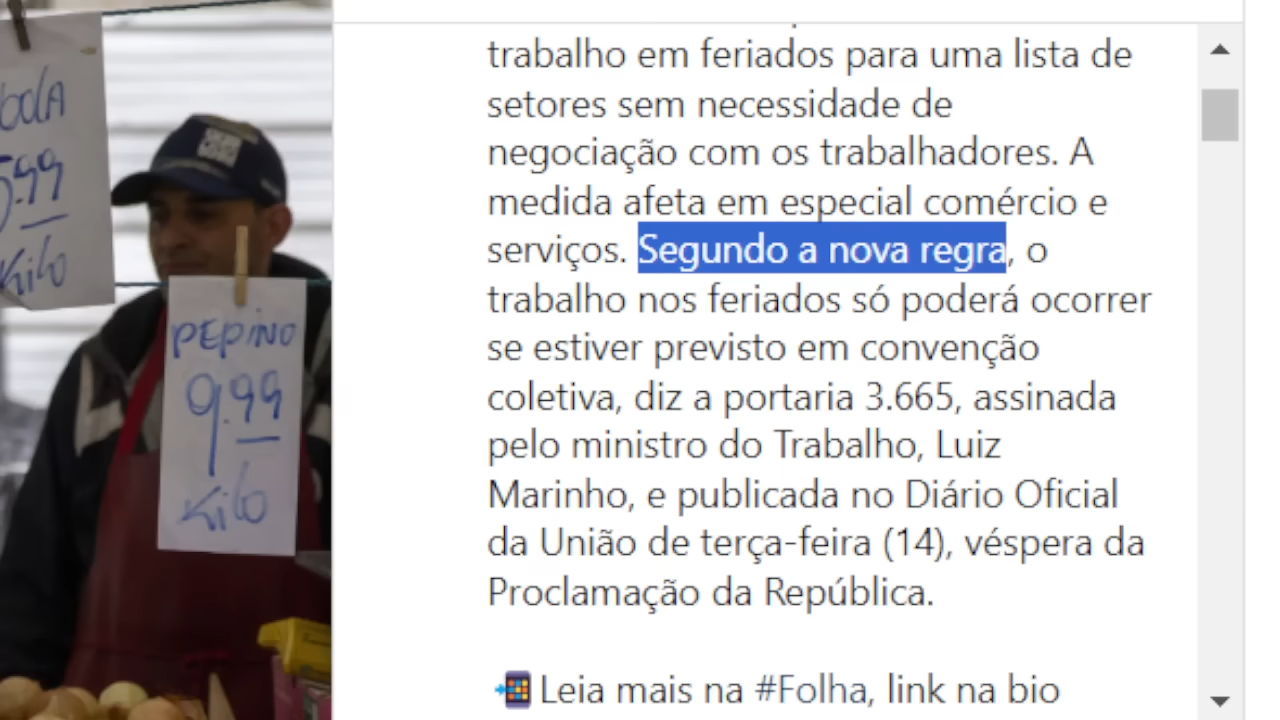 bola
5.99
Kilo
PEPINO
9.99
Kilo
trabalho em feriados para uma lista de
setores sem necessidade de
negociação com os trabalhadores. A
medida afeta em especial comércio e
serviços. Segundo a nova regra, o
trabalho nos feriados só poderá ocorrer
se estiver previsto em convenção
coletiva, diz a portaria 3.665, assinada
pelo ministro do Trabalho, Luiz
Marinho, e publicada no Diário Oficial
da União de terça-feira (14), véspera da
Proclamação da República.
Leia mais na #Folha, link na bio